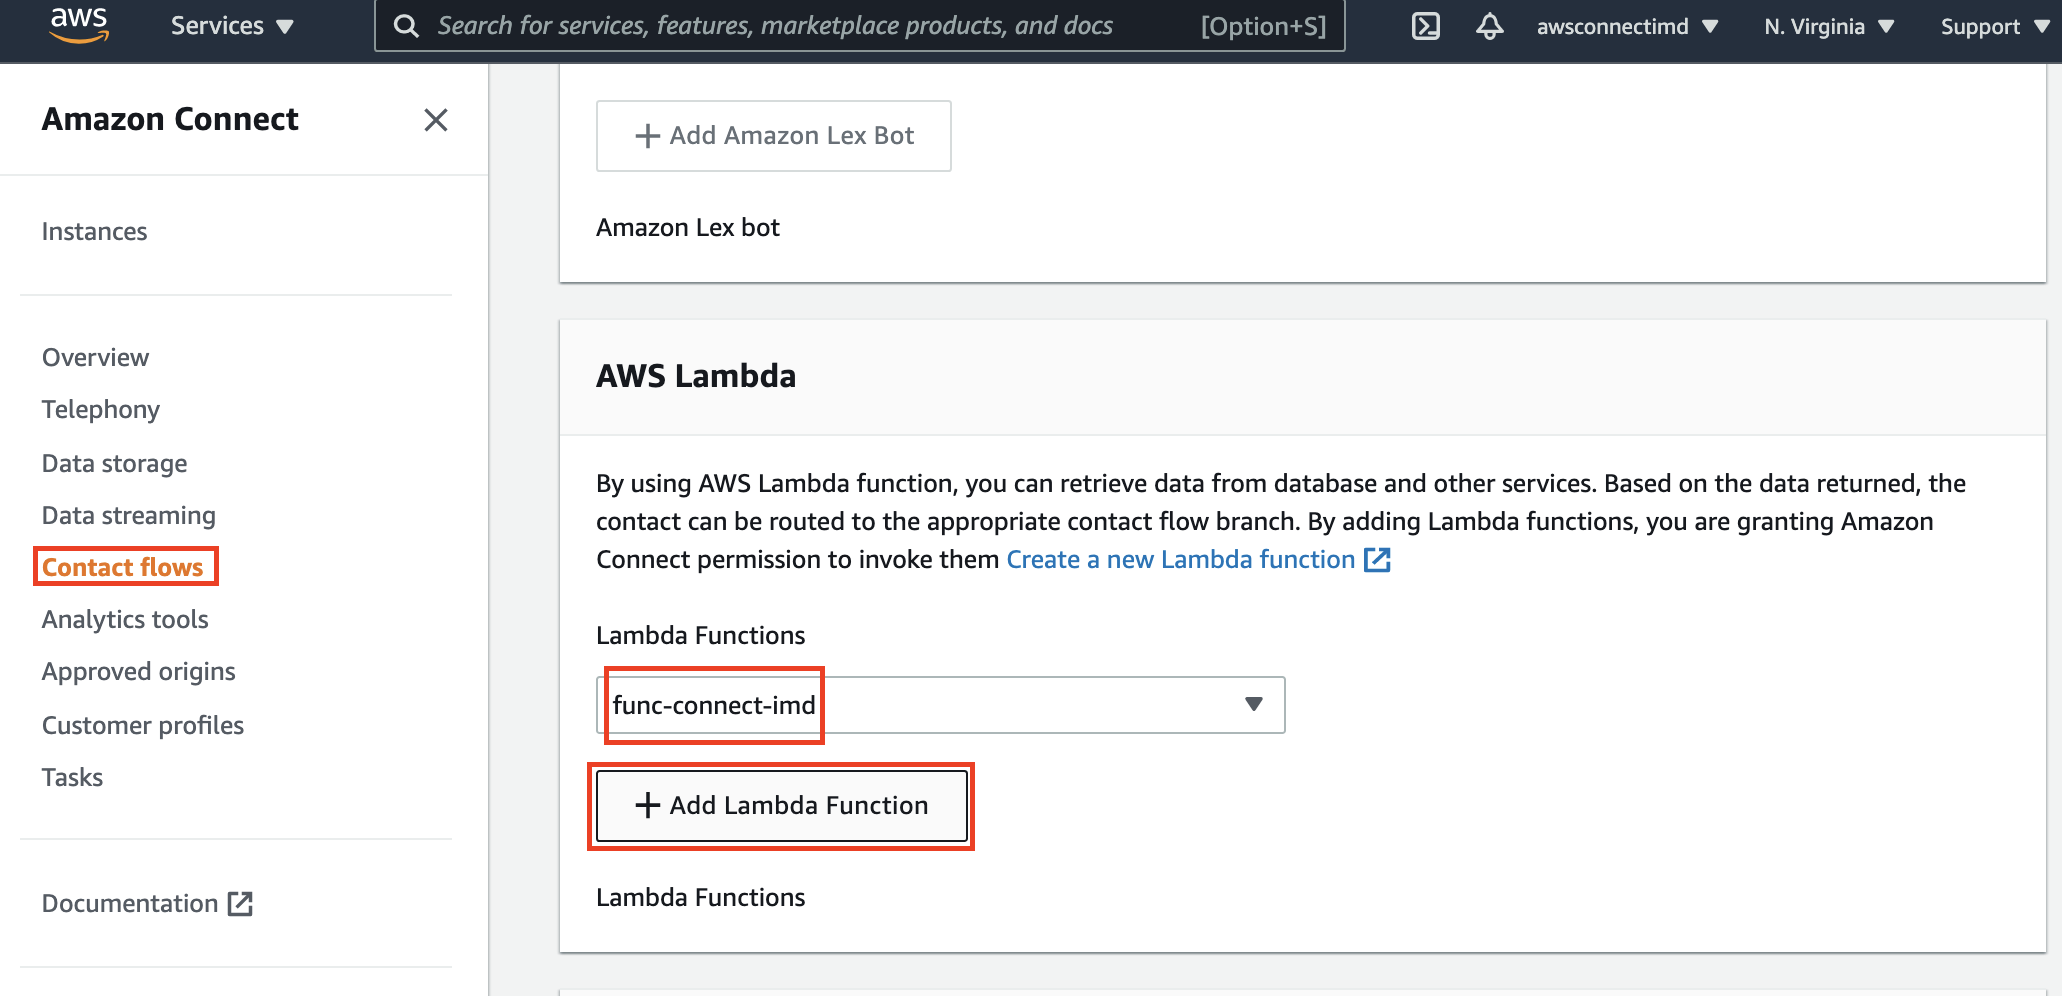 aws
Services
Search for services, features, marketplace products, and docs
[Option+S]
awsconnectimd
N. Virginia
Support
Amazon Connect
Instances
Overview
Telephony
Data storage
Data streaming
Contact flows
Analytics tools
Approved origins
Customer profiles
Tasks
Documentation
+ Add Amazon Lex Bot
Amazon Lex bot
AWS Lambda
By using AWS Lambda function, you can retrieve data from database and other services. Based on the data returned, the
contact can be routed to the appropriate contact flow branch. By adding Lambda functions, you are granting Amazon
Connect permission to invoke them Create a new Lambda function
Lambda Functions
func-connect-imd
+ Add Lambda Function
Lambda Functions